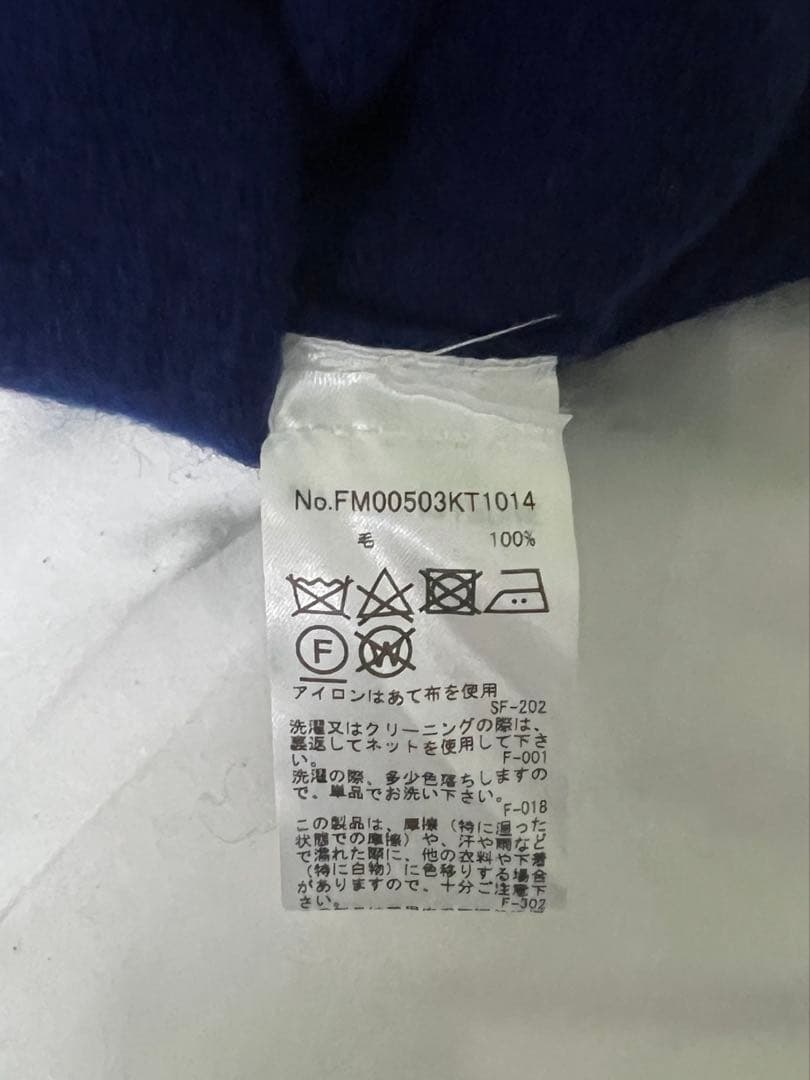 No.FM00503KT1014
毛 100%
F W
アイロンはあて布を使用
SF-202
洗濯又はクリーニングの際は、
裏返してネットを使用して下さ
い。 F-001
洗濯の際、多少色落ちしますの
で、単品でお洗い下さい。
F-018
この製品は、摩擦(特に湿った
状態での摩擦)や、汗や雨など
で濡れた際に、他の衣料や下着
(特に白物)に色移りする場合
がありますので、十分ご注意下
さい。 F-302